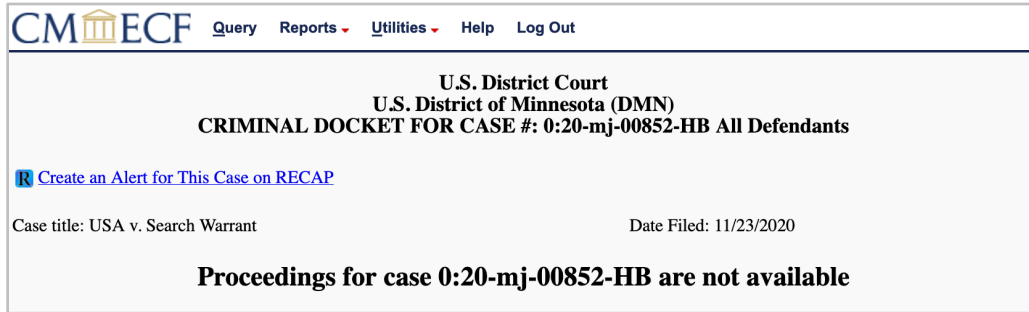 CM ECF Query Reports Utilities Help Log Out
U.S. District Court
U.S. District of Minnesota (DMN)
CRIMINAL DOCKET FOR CASE #: 0:20-mj-00852-HB All Defendants
R Create an Alert for This Case on RECAP
Case title: USA v. Search Warrant Date Filed: 11/23/2020
Proceedings for case 0:20-mj-00852-HB are not available